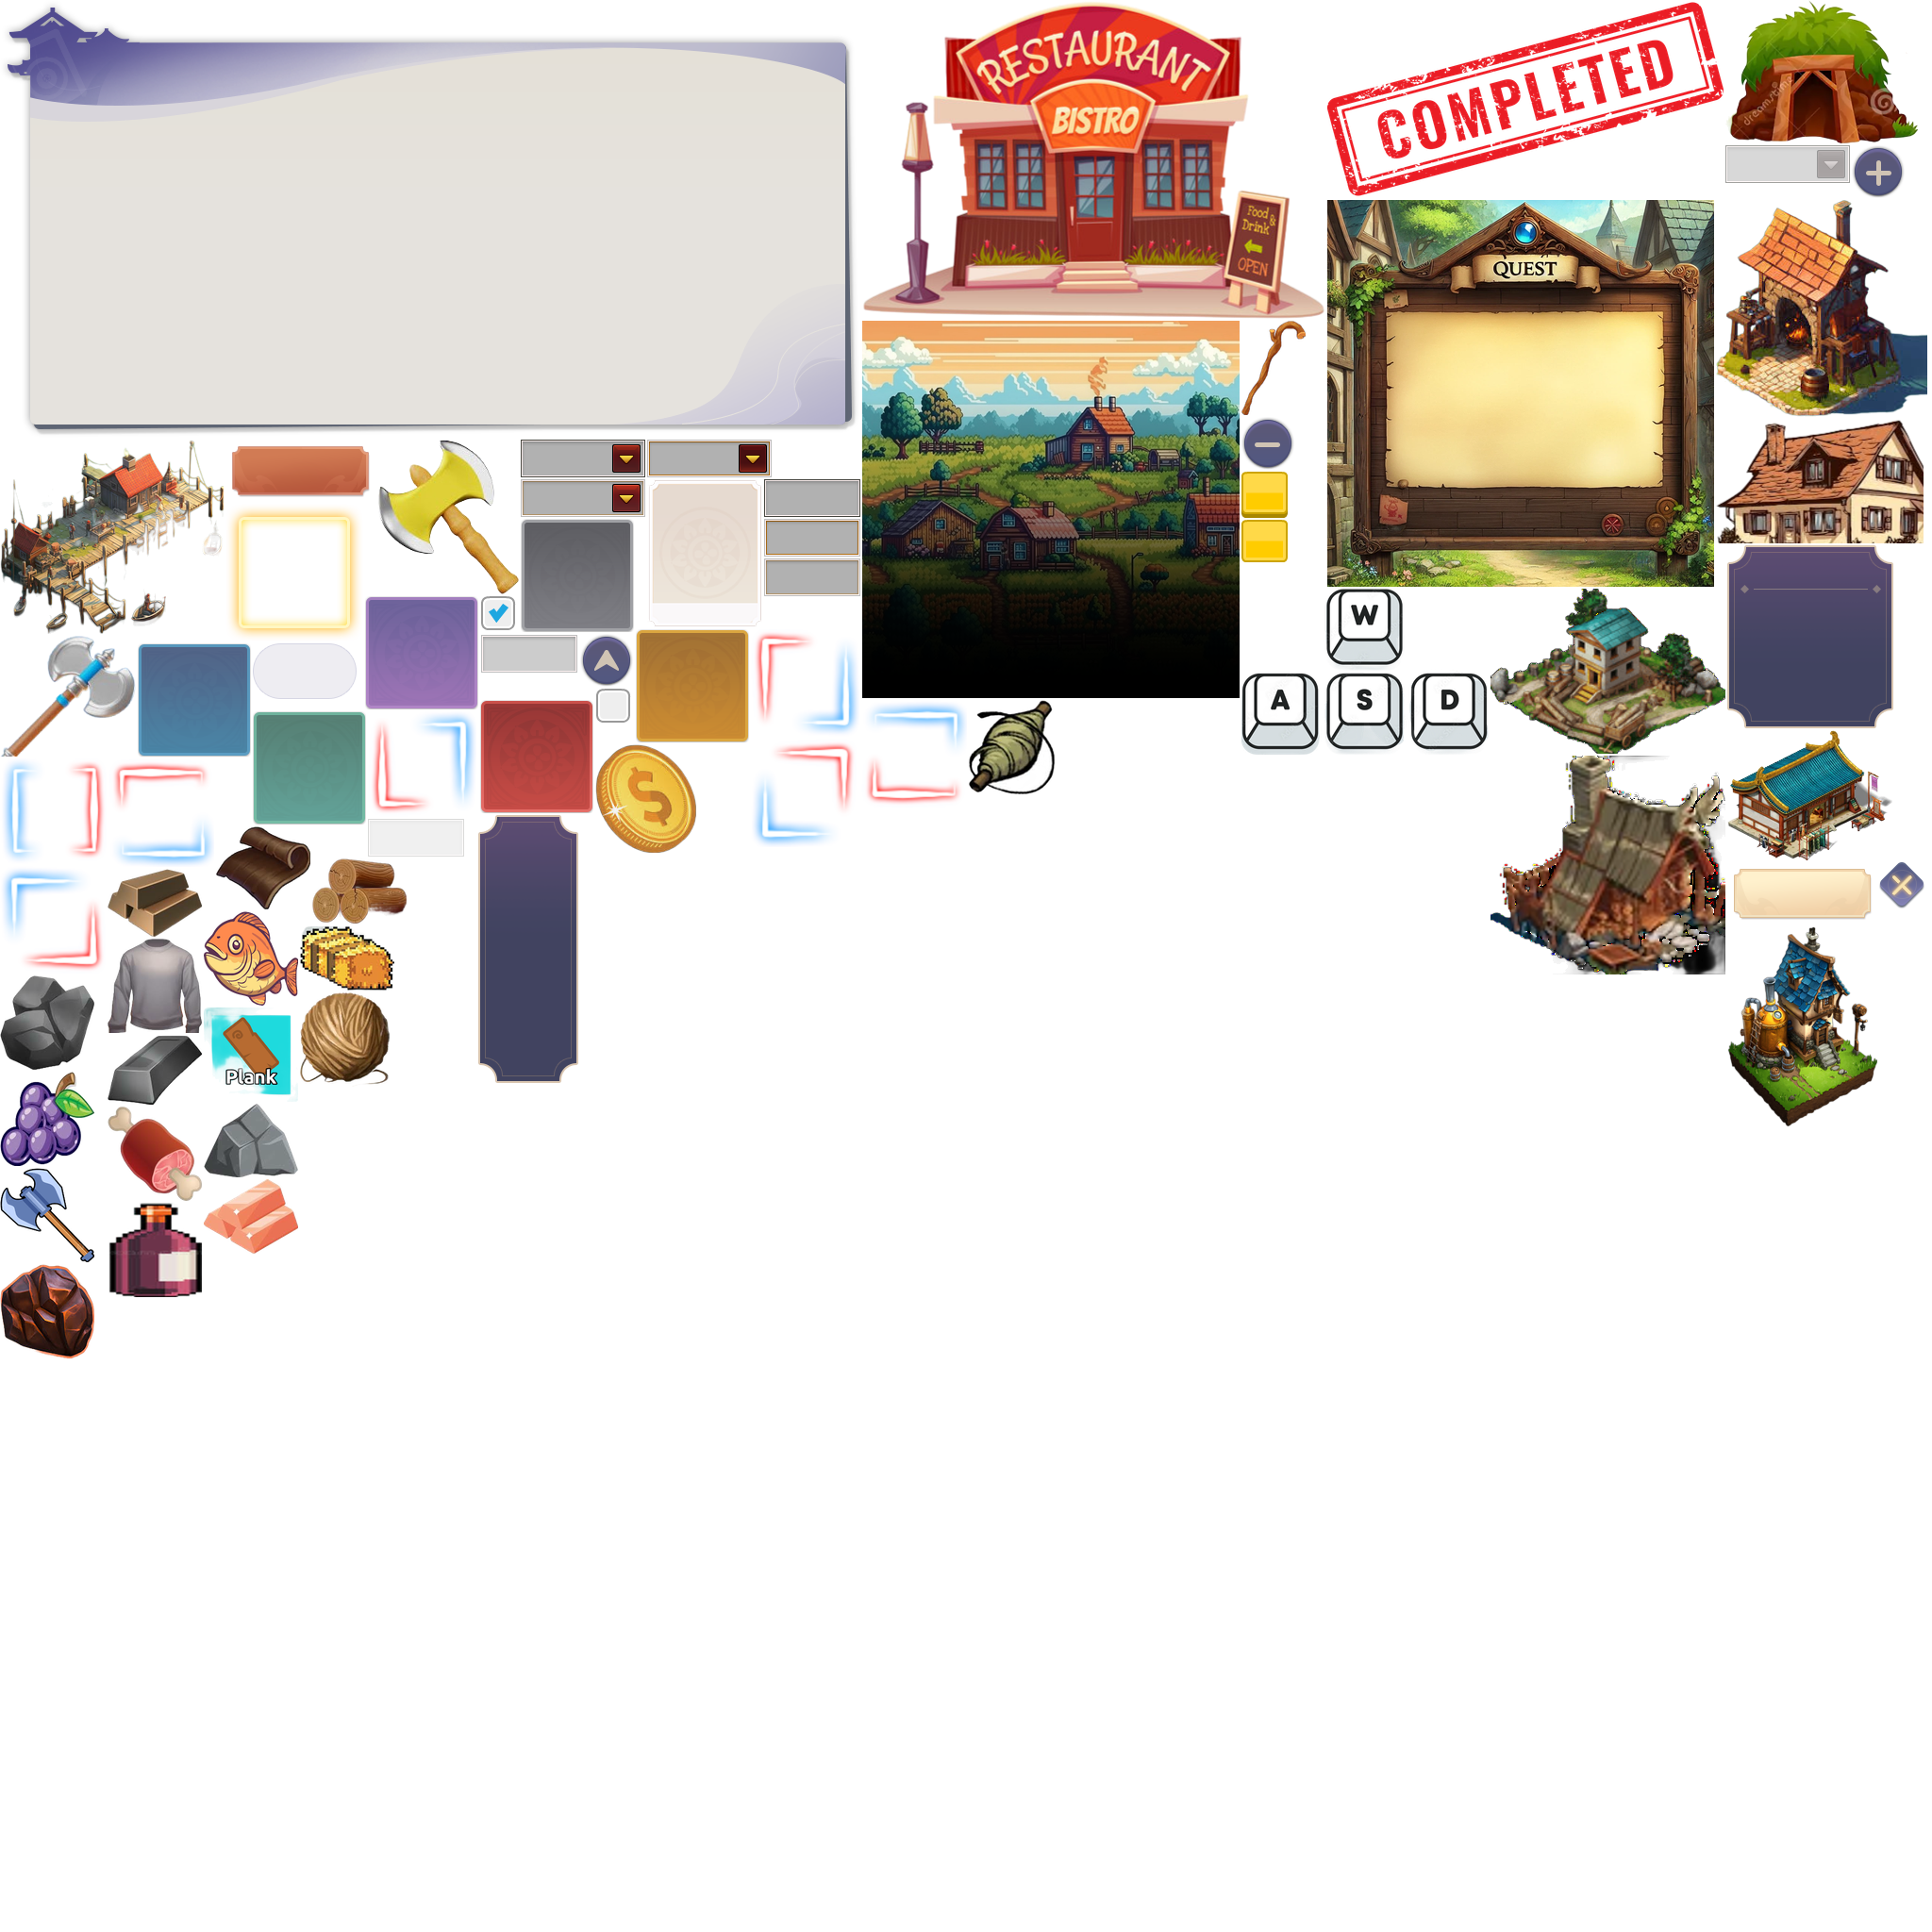 RESTAURANT
BISTRO
Food
&
Drink
OPEN
COMPLETED
QUEST
W
A
S
D
Plank